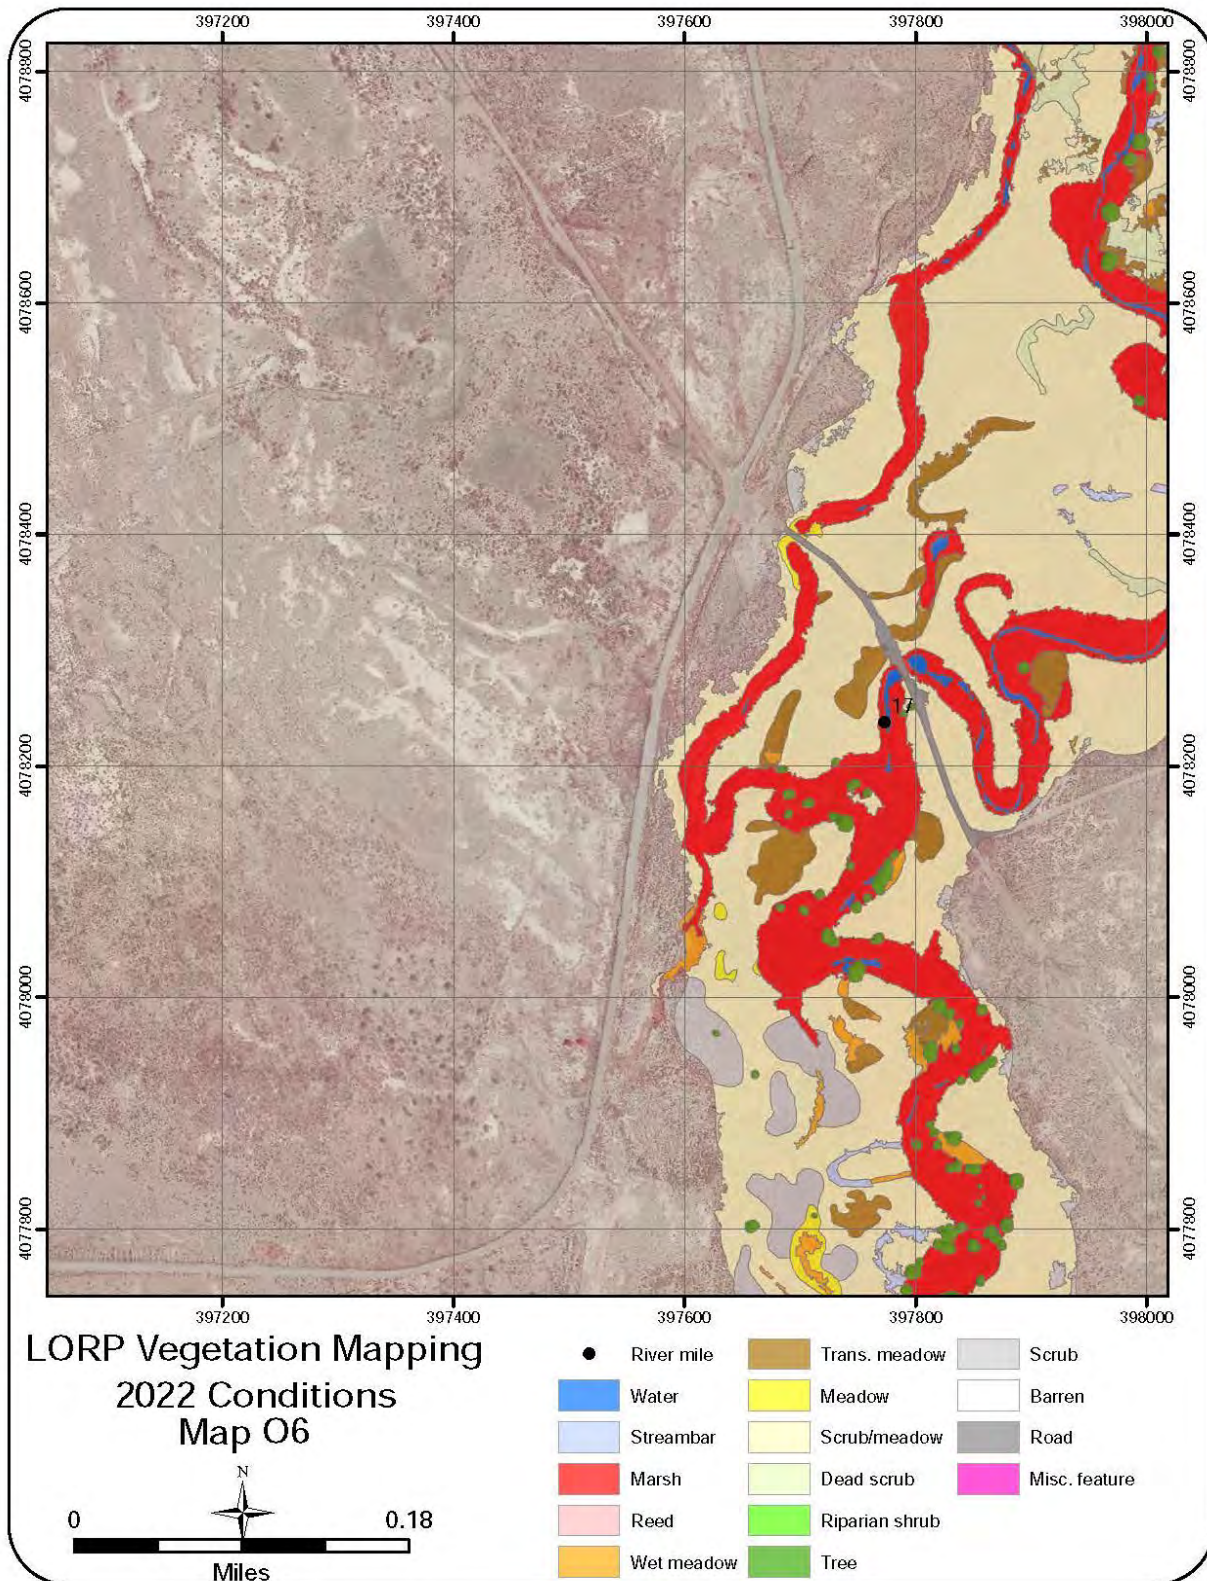 397200 397400 397600 397800 398000
4078800 4078800
4078600 4078600
4078400 4078400
17
4078200 4078200
4078000 4078000
4077800 4077800
397200 397400 397600 397800 398000
LORP Vegetation Mapping
2022 Conditions
Map O6
N
0 0.18
Miles
River mile
Water
Streambar
Marsh
Reed
Wet meadow
Trans. meadow
Meadow
Scrub/meadow
Dead scrub
Riparian shrub
Tree
Scrub
Barren
Road
Misc. feature